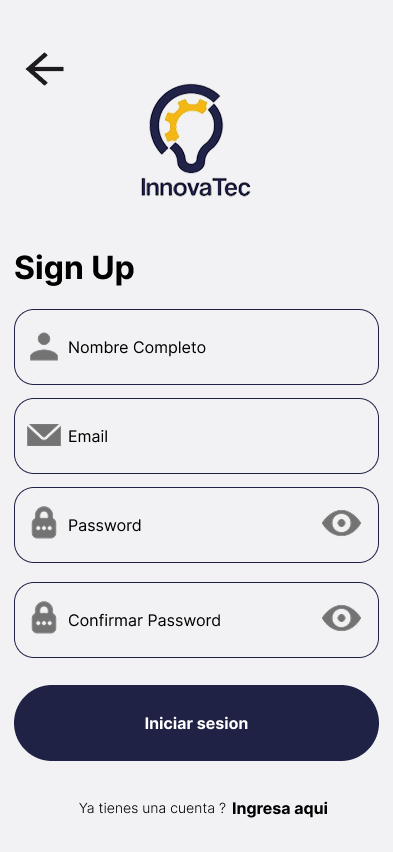 InnovaTec
Sign Up
Nombre Completo
Email
Password
Confirmar Password
Iniciar sesion
Ya tienes una cuenta ? Ingresa aqui